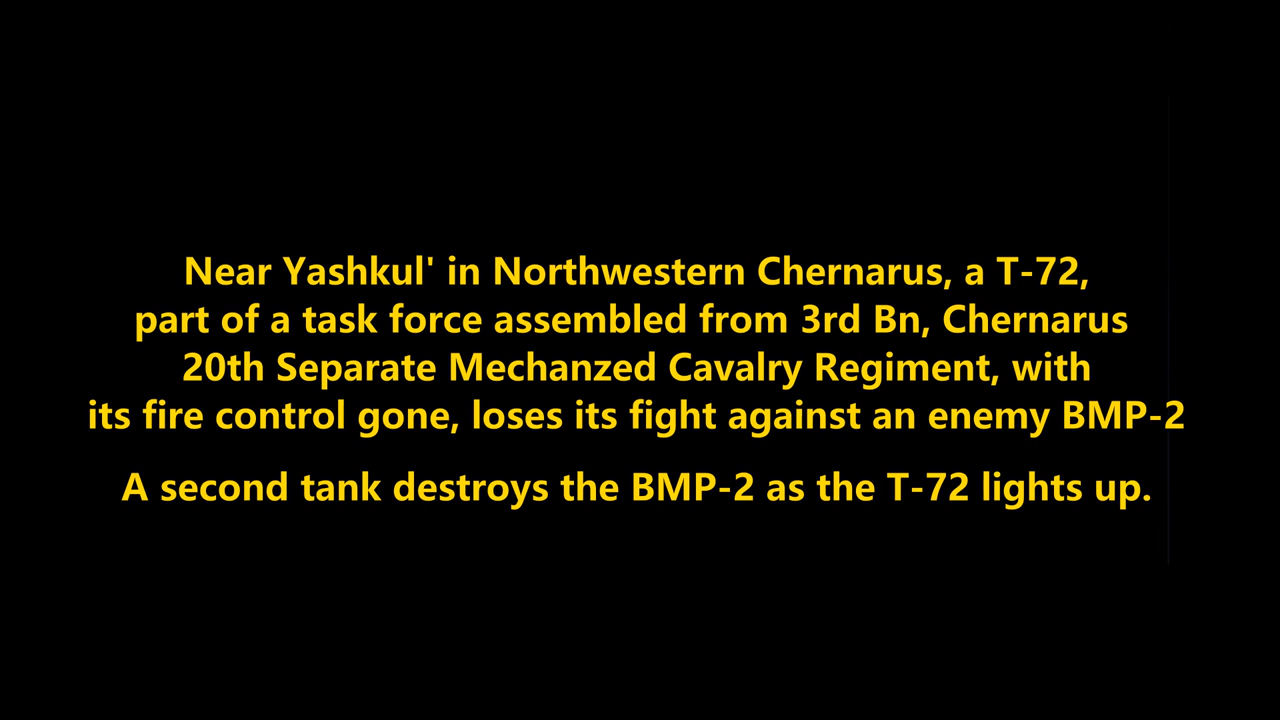 Near Yashkul' in Northwestern Chernarus, a T-72,
part of a task force assembled from 3rd Bn, Chernarus
20th Separate Mechanzed Cavalry Regiment, with
its fire control gone, loses its fight against an enemy BMP-2
A second tank destroys the BMP-2 as the T-72 lights up.